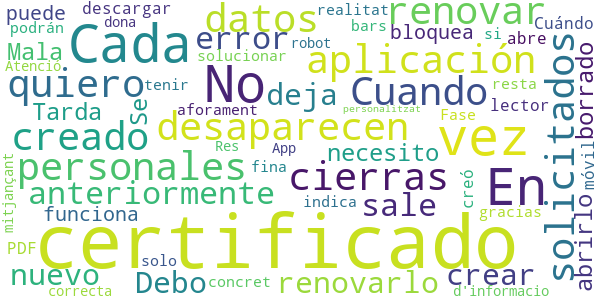 puede
descargar
dona
realitat
bars
renovar
Cuándo
podrán
Cada
datos
error
robot
bloquea
si
abre
Mala
solucionar
aplicación
Atenció
quiero
tenir
No
deja
Cuando
resta
lector
borrado
Tarda
Se
aforament
desaparecen
Fase
vez
solicitados
móvil
creado
personalitzat
App
Res
necesito
En
abrirlo
mitjançant
personales
fina
cierras
creó
anteriormente
indica
sale
gracias
funciona
certificado
PDF
solo
concret
Debo
renovarlo
crear
nuevo
correcta
d'informacio